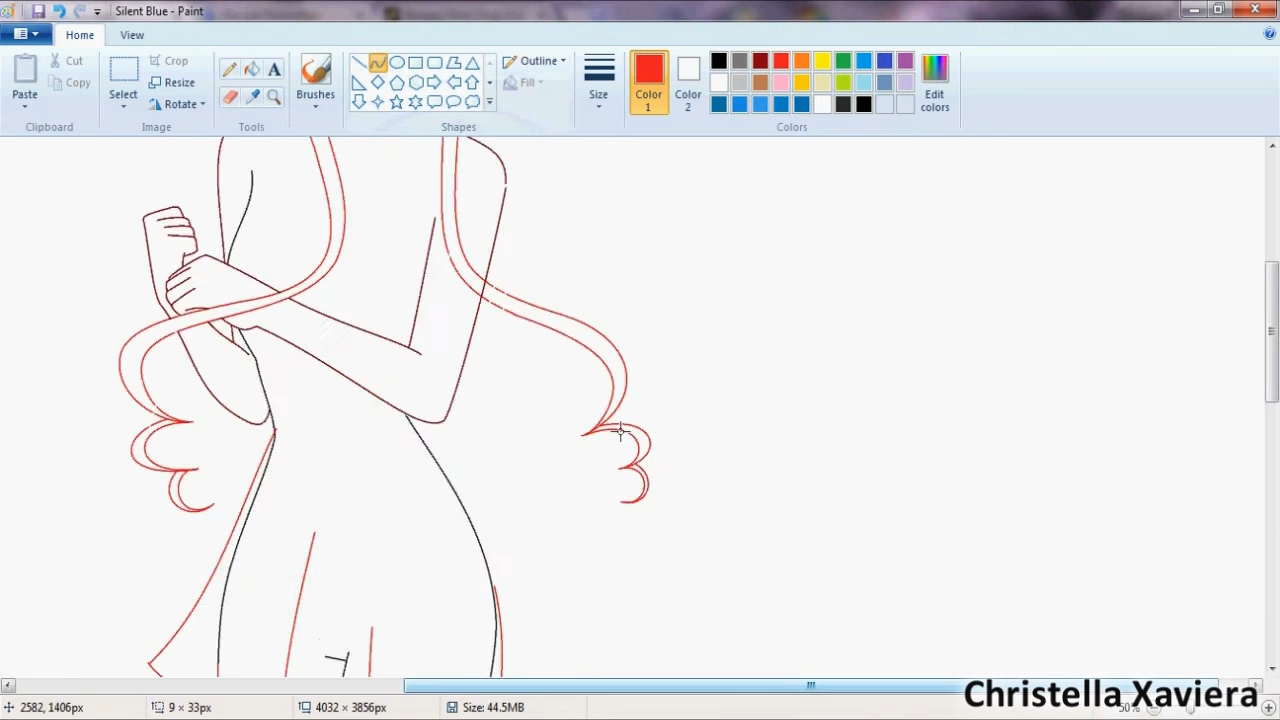 Silent Blue - Paint
Home
View
Paste
Cut
Copy
Clipboard
Select
Crop
Resize
Rotate
Image
Tools
Brushes
Outline
Fill
Shapes
Size
Color 1
Color 2
Edit colors
Colors
2582, 1406px
9 × 33px
4032 × 3856px
Size: 44.5MB
50%
Christella Xaviera